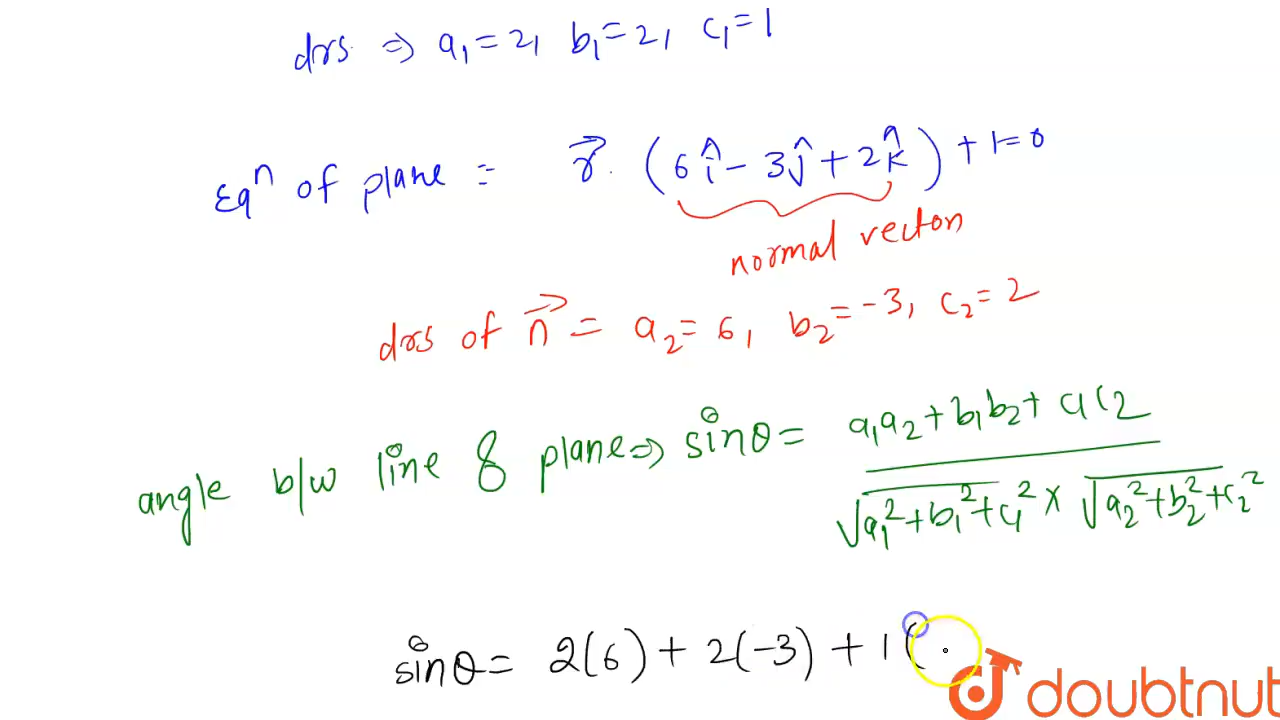 drs ⇒ a₁ = 2, b₁ = 2, c₁ = 1
Eqⁿ of plane = r⃗. (6î − 3ĵ + 2k̂) + 1 = 0
normal vector
drs of n⃗ = a₂ = 6, b₂ = −3, c₂ = 2
angle b/w line & plane ⇒ sinθ = a₁a₂ + b₁b₂ + c₁c₂
√a₁² + b₁² + c₁² × √a₂² + b₂² + c₂²
sinθ = 2(6) + 2(−3) + 1(
doubtnut